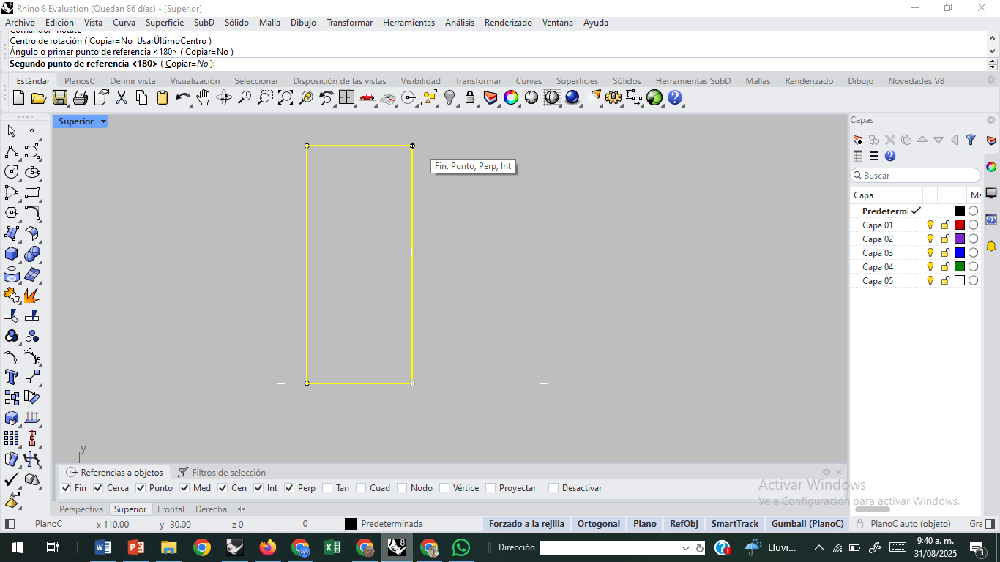 Rhino 8 Evaluation (Quedan 86 días) - [Superior]
Archivo Edición Vista Curva Superficie SubD Sólido Malla Dibujo Transformar Herramientas Análisis Renderizado Ventana Ayuda
Comando: _Rotate
Centro de rotación ( Copiar=No UsarÚltimoCentro )
Ángulo o primer punto de referencia <180> ( Copiar=No )
Segundo punto de referencia <180> ( Copiar=No ):
Estándar PlanosC Definir vista Visualización Seleccionar Disposición de las vistas Visibilidad Transformar Curvas Superficies Sólidos Herramientas SubD Mallas Renderizado Dibujo Novedades V8
Superior
Fin, Punto, Perp, Int
y
Capas
Buscar
Capa Ma
Predetermi
Capa 01
Capa 02
Capa 03
Capa 04
Capa 05
Referencias a objetos Filtros de selección
Fin Cerca Punto Med Cen Int Perp Tan Cuad Nodo Vértice Proyectar Desactivar
Activar Windows
Ve a Configuración para activar Windows.
Perspectiva Superior Frontal Derecha
PlanoC x 110.00 y -30.00 z 0 0 Predeterminada Forzado a la rejilla Ortogonal Plano RefObj SmartTrack Gumball (PlanoC) PlanoC auto (objeto) Gra
Dirección Lluvi... 9:40 a. m.
31/08/2025
3